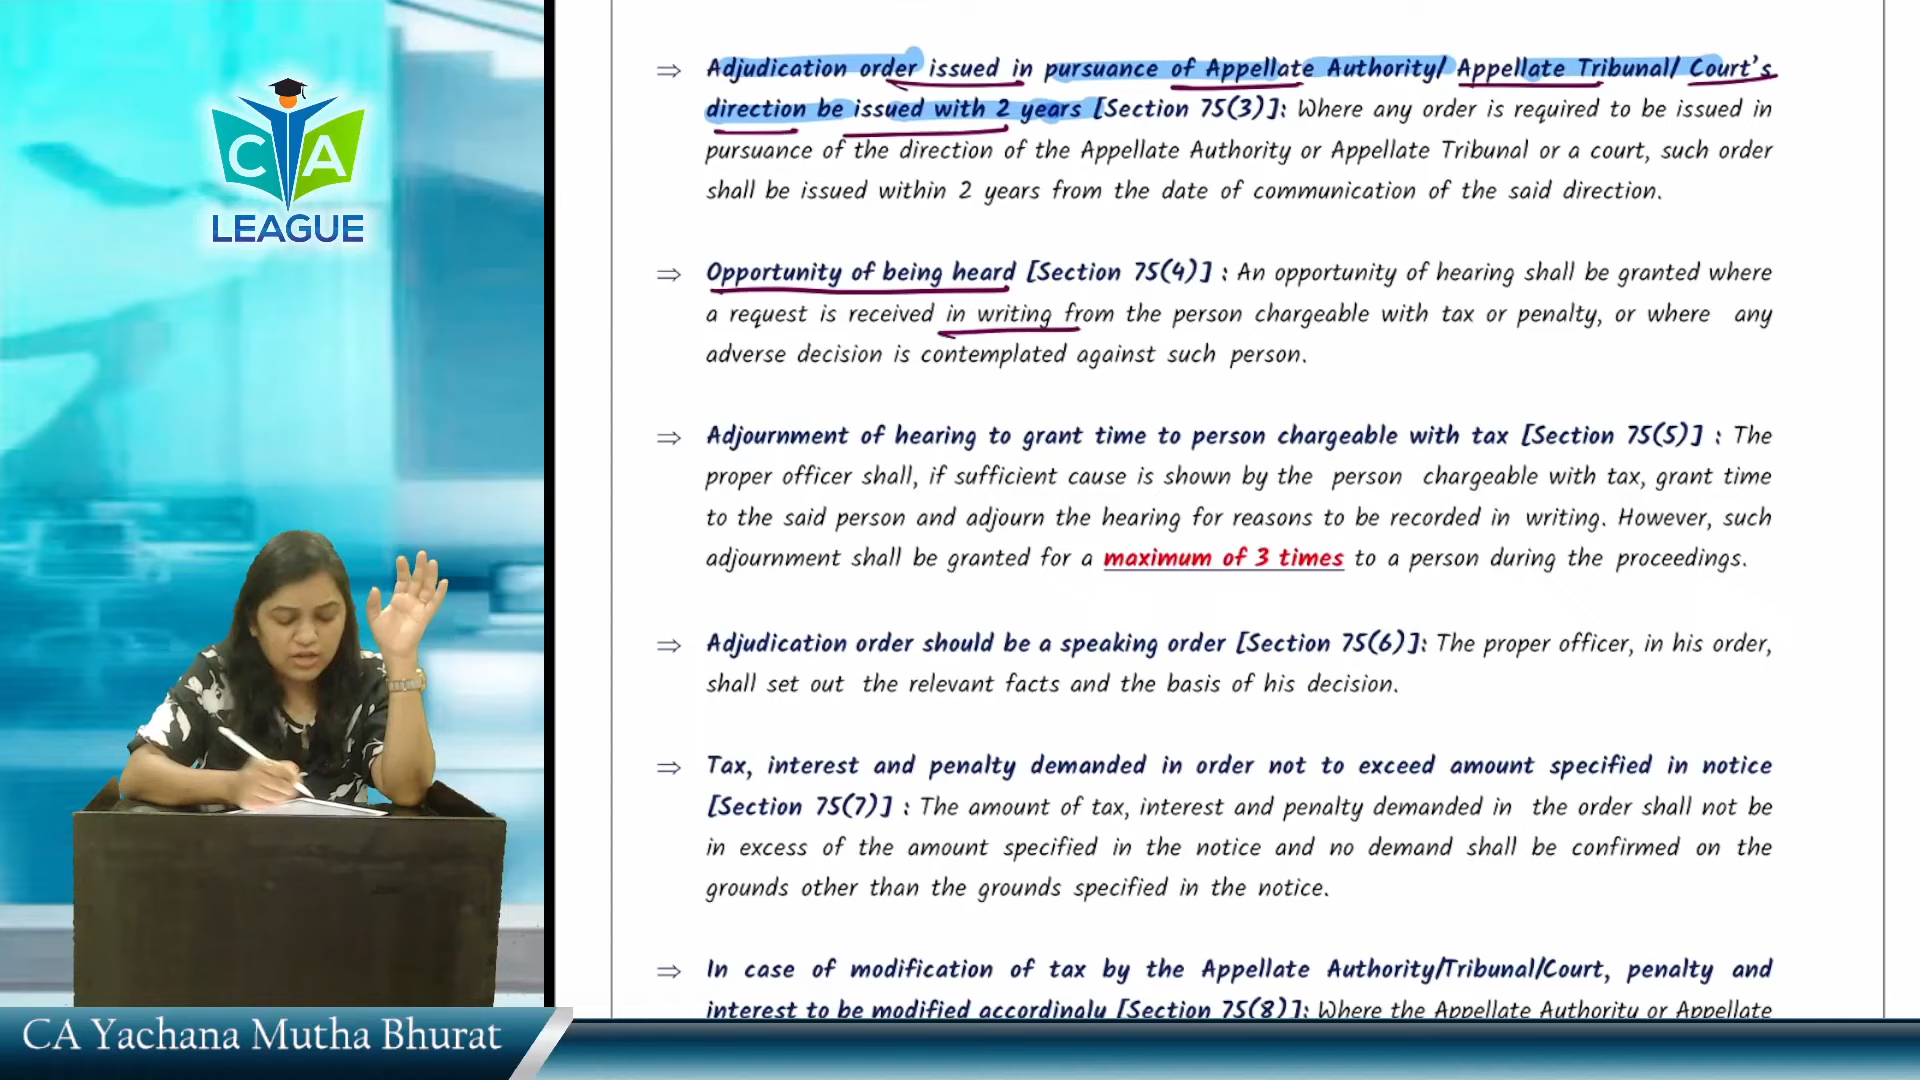 C A
LEAGUE
⇒ Adjudication order issued in pursuance of Appellate Authority/ Appellate Tribunal/ Court's
direction be issued with 2 years [Section 75(3)]: Where any order is required to be issued in
pursuance of the direction of the Appellate Authority or Appellate Tribunal or a court, such order
shall be issued within 2 years from the date of communication of the said direction.
⇒ Opportunity of being heard [Section 75(4)] : An opportunity of hearing shall be granted where
a request is received in writing from the person chargeable with tax or penalty, or where any
adverse decision is contemplated against such person.
⇒ Adjournment of hearing to grant time to person chargeable with tax [Section 75(5)] : The
proper officer shall, if sufficient cause is shown by the person chargeable with tax, grant time
to the said person and adjourn the hearing for reasons to be recorded in writing. However, such
adjournment shall be granted for a maximum of 3 times to a person during the proceedings.
⇒ Adjudication order should be a speaking order [Section 75(6)]: The proper officer, in his order,
shall set out the relevant facts and the basis of his decision.
⇒ Tax, interest and penalty demanded in order not to exceed amount specified in notice
[Section 75(7)] : The amount of tax, interest and penalty demanded in the order shall not be
in excess of the amount specified in the notice and no demand shall be confirmed on the
grounds other than the grounds specified in the notice.
⇒ In case of modification of tax by the Appellate Authority/Tribunal/Court, penalty and
interest to be modified accordingly [Section 75(8)]: Where the Appellate Authority or Appellate
CA Yachana Mutha Bhurat